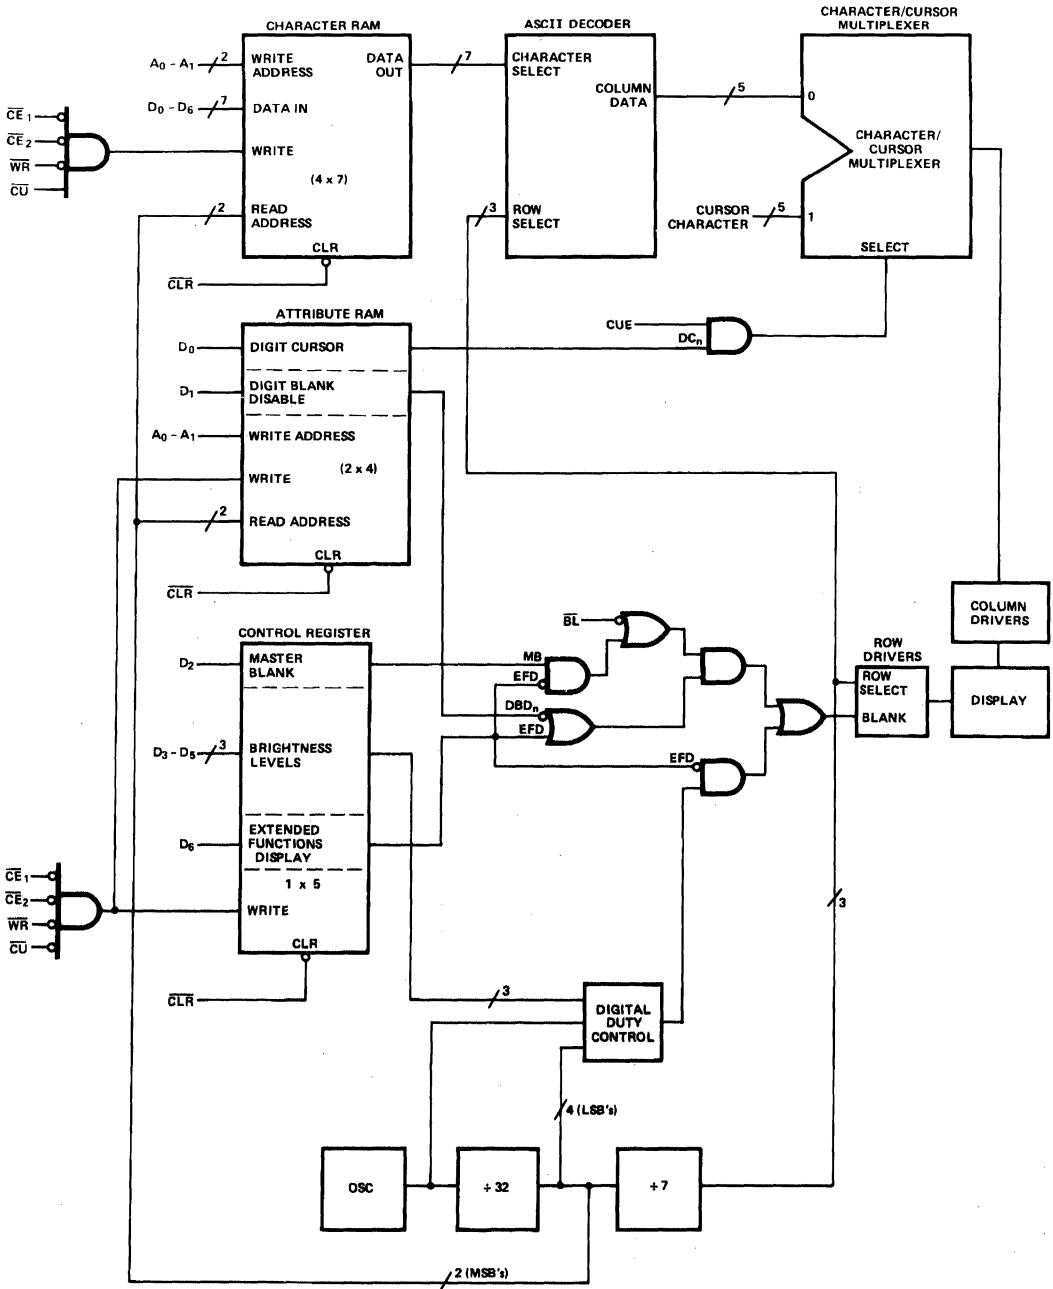 CHARACTER RAM
ASCII DECODER
CHARACTER/CURSOR
MULTIPLEXER
A0 - A1
2
WRITE
ADDRESS
DATA
OUT
7
CHARACTER
SELECT
COLUMN
DATA
5
0
D0 - D6
7
DATA IN
CE1
CE2
WR
CU
WRITE
(4 x 7)
CHARACTER/
CURSOR
MULTIPLEXER
2
READ
ADDRESS
3
ROW
SELECT
CURSOR
CHARACTER
5
1
CLR
SELECT
CLR
ATTRIBUTE RAM
CUE
DCn
D0
DIGIT CURSOR
D1
DIGIT BLANK
DISABLE
A0 - A1
WRITE ADDRESS
(2 x 4)
WRITE
2
READ ADDRESS
CLR
CLR
COLUMN
DRIVERS
BL
CONTROL REGISTER
ROW
DRIVERS
D2
MASTER
BLANK
MB
EFD
ROW
SELECT
BLANK
DISPLAY
DBDn
EFD
D3 - D5
3
BRIGHTNESS
LEVELS
EFD
D6
EXTENDED
FUNCTIONS
DISPLAY
1 x 5
CE1
CE2
WR
CU
WRITE
3
CLR
CLR
3
DIGITAL
DUTY
CONTROL
4 (LSB's)
OSC
÷ 32
÷ 7
2 (MSB's)